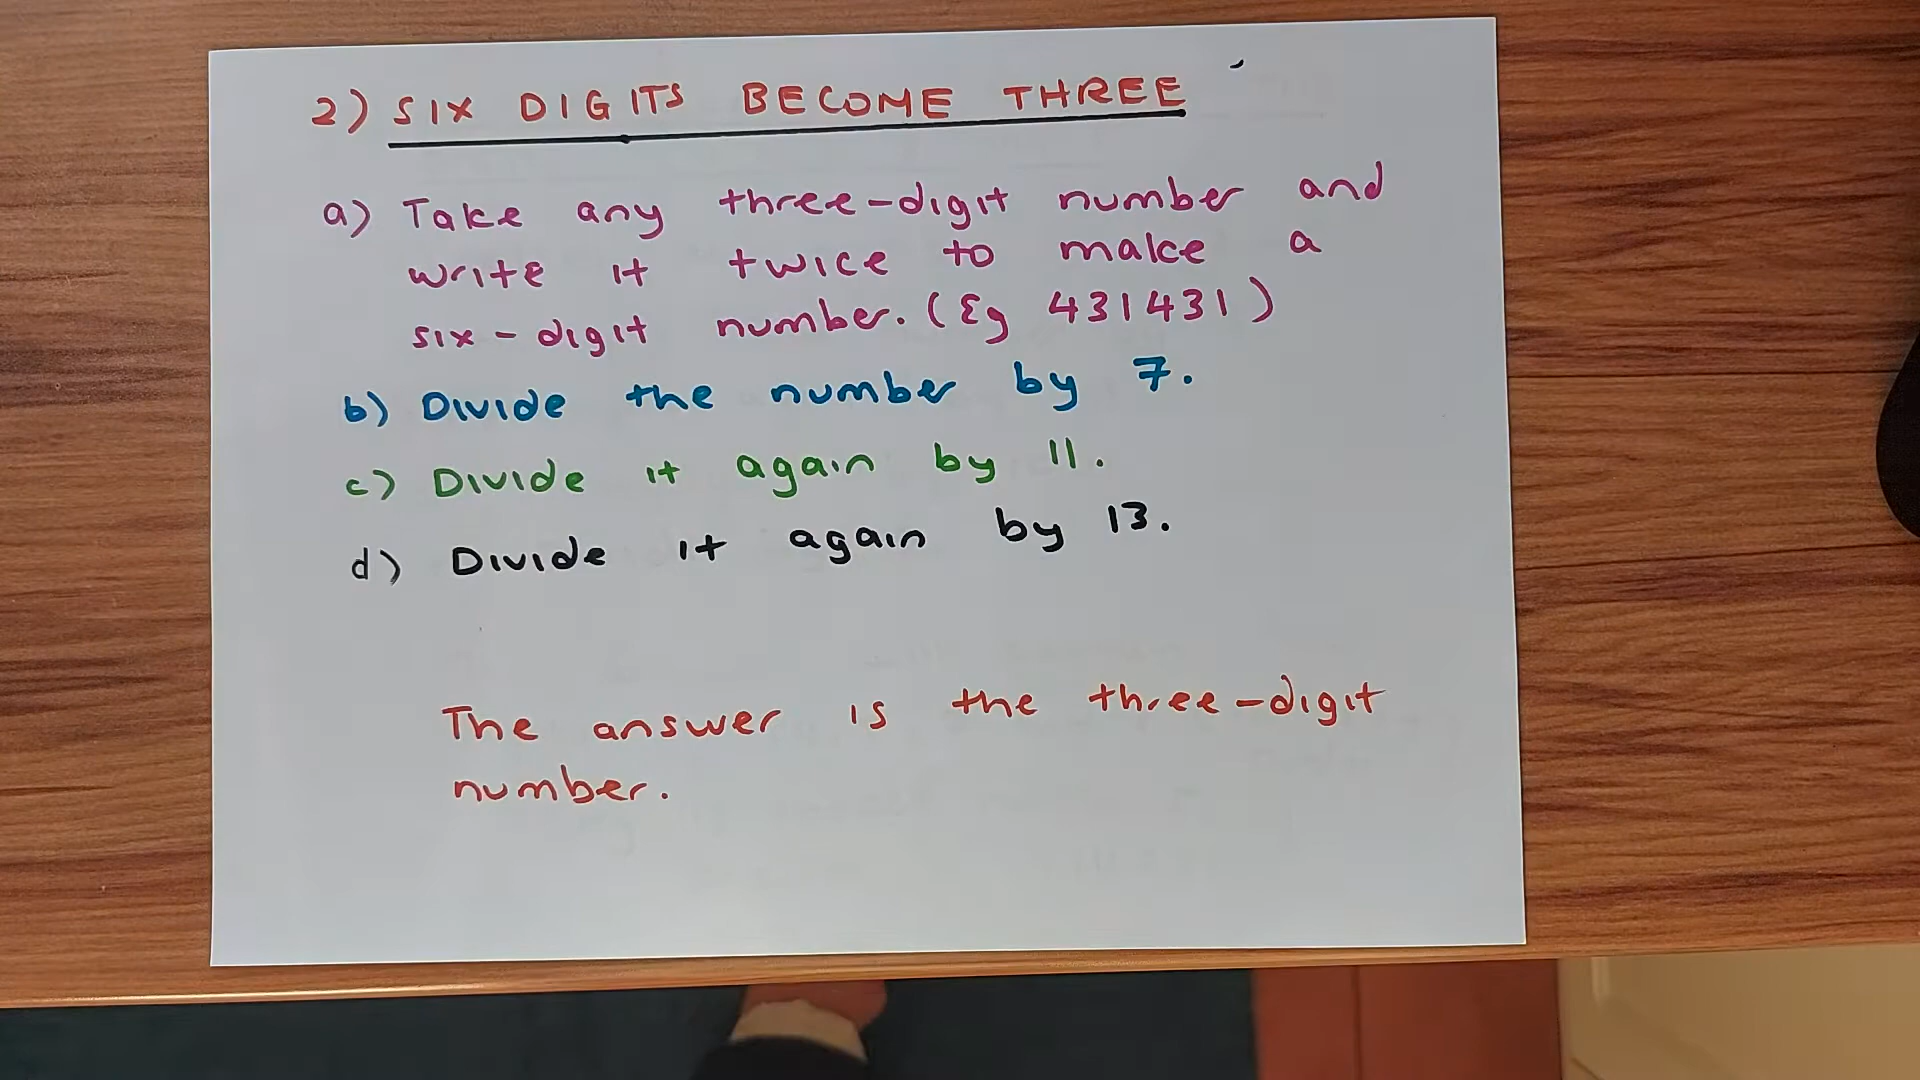 2) SIX DIGITS BECOME THREE
a) Take any three-digit number and
write it twice to make a
six-digit number. (Eg 431431)
b) Divide the number by 7.
c) Divide it again by 11.
d) Divide it again by 13.
The answer is the three-digit
number.